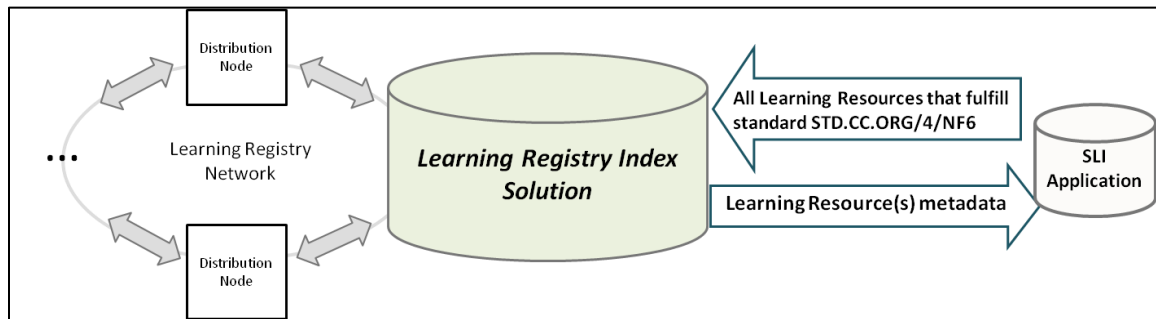 Distribution
Node
...
Learning Registry
Network
Distribution
Node
Learning Registry Index
Solution
All Learning Resources that fulfill
standard STD.CC.ORG/4/NF6
Learning Resource(s) metadata
SLI
Application